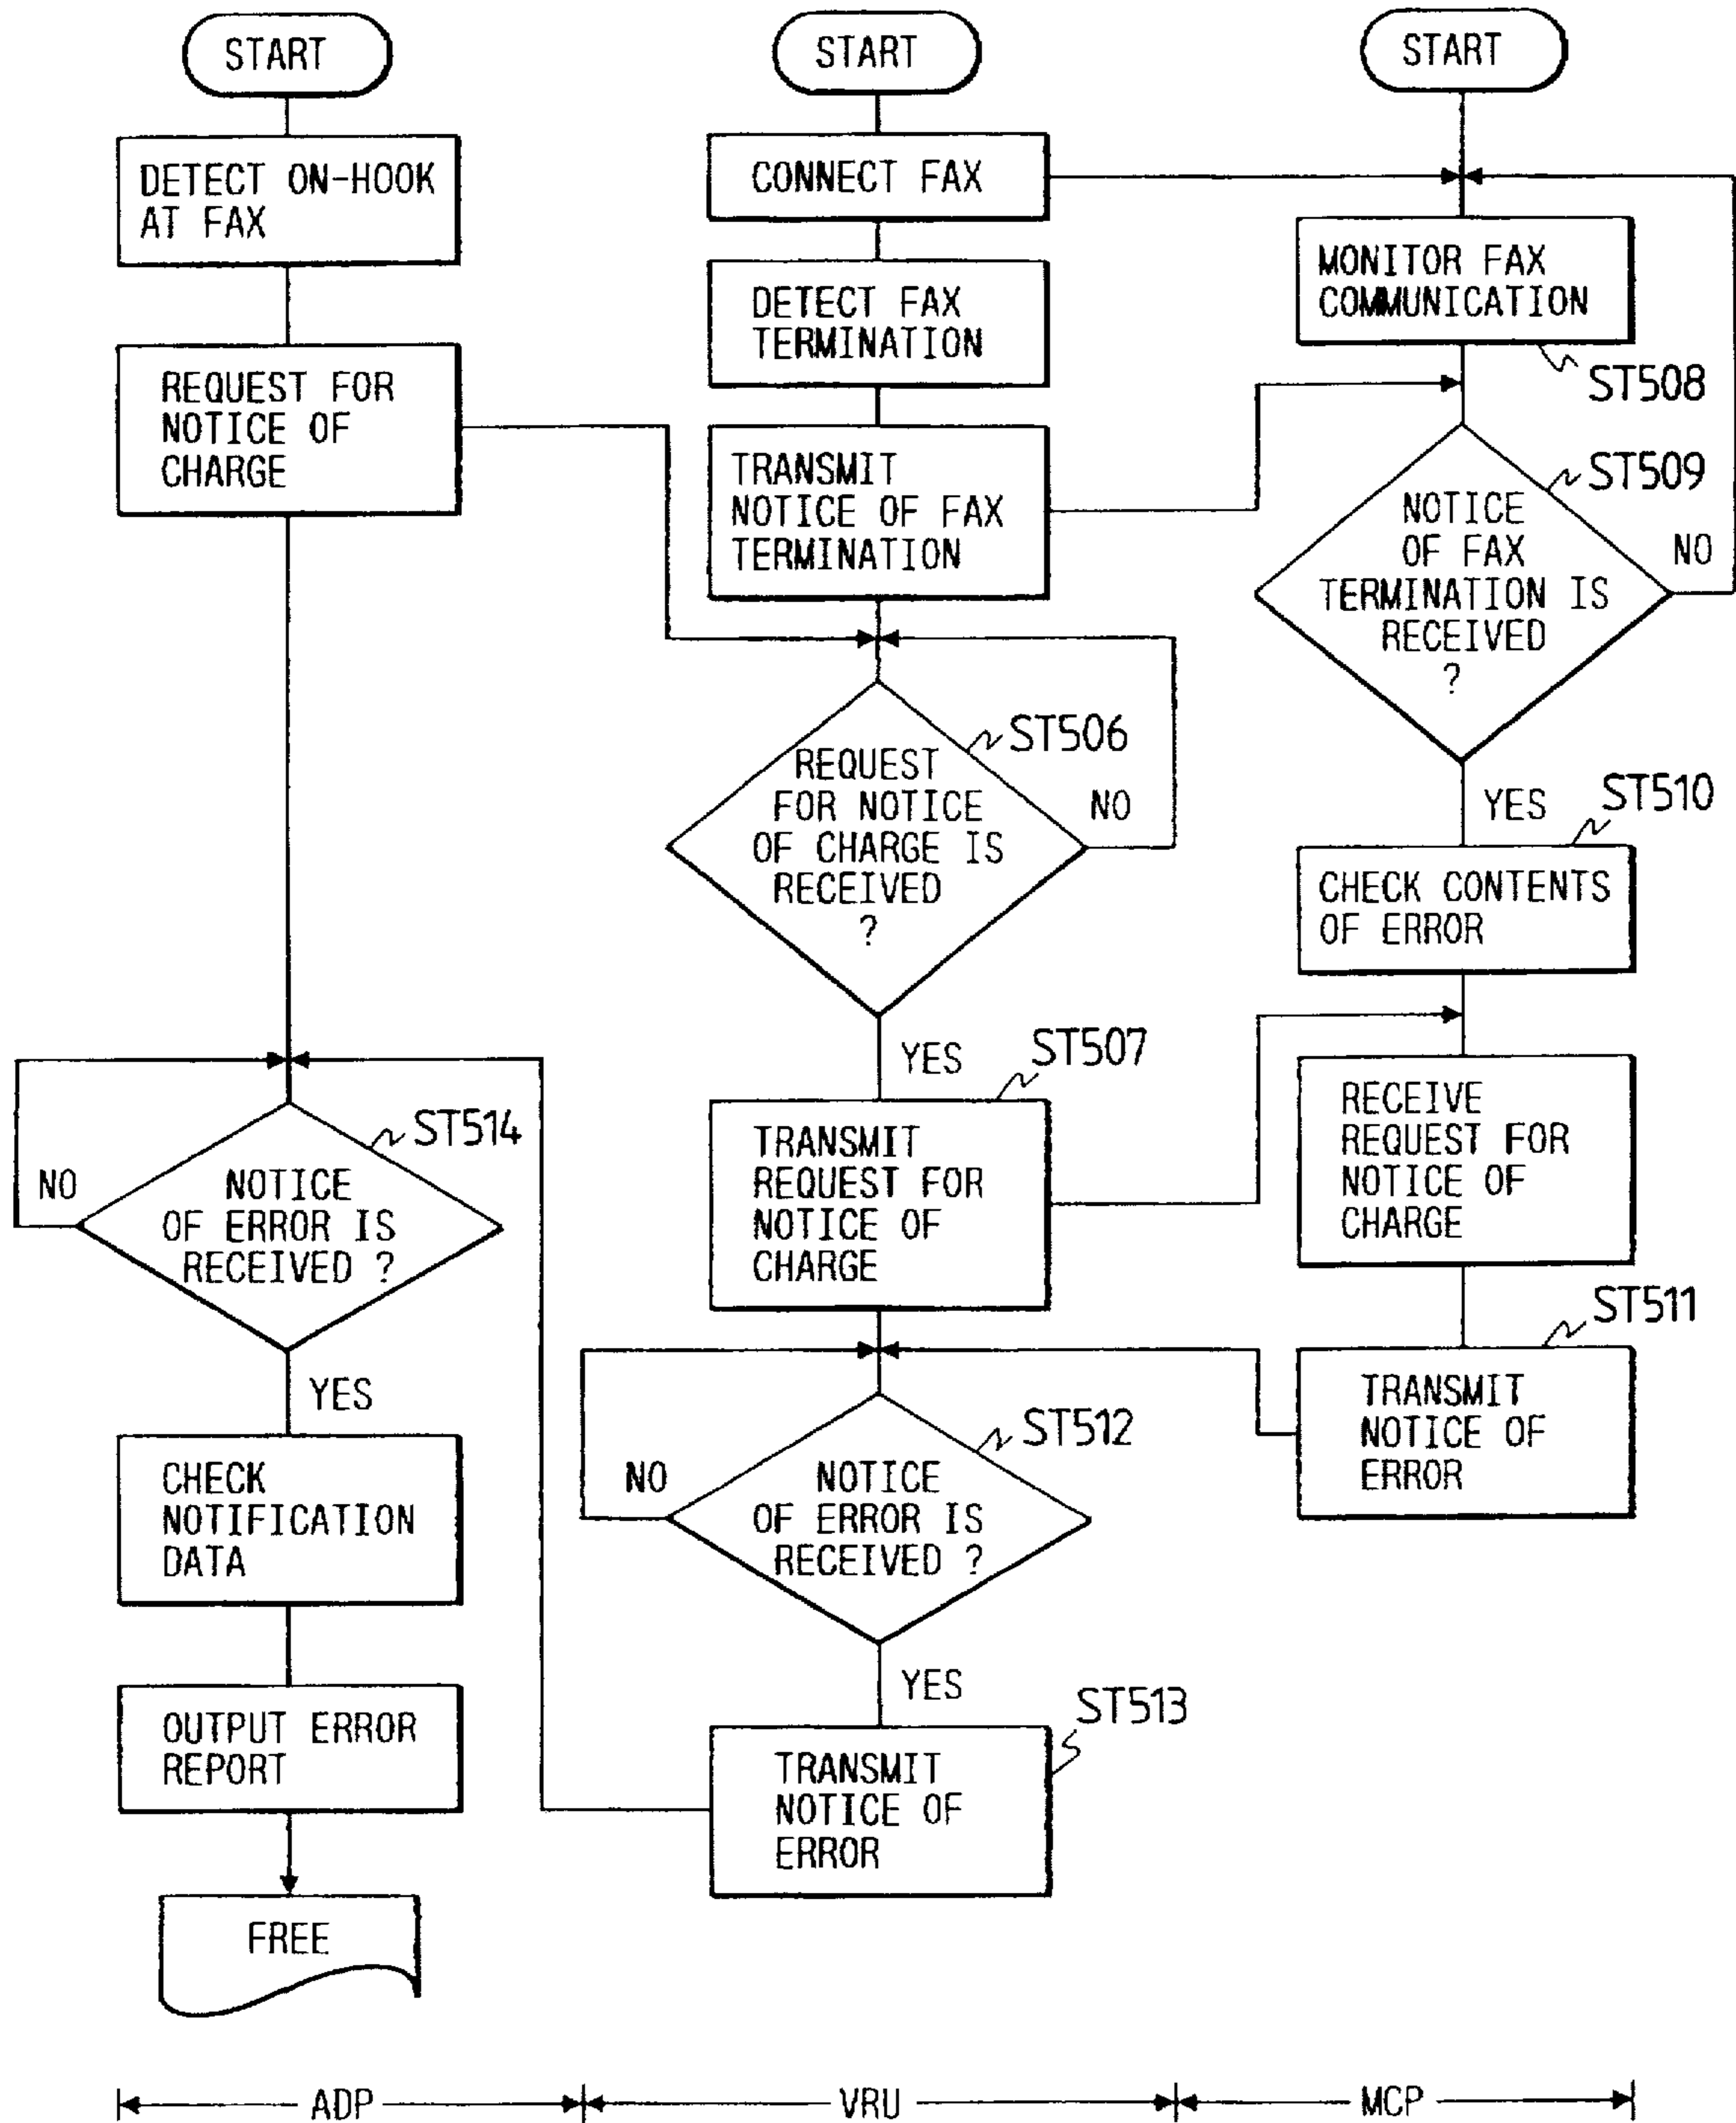 START
DETECT ON-HOOK
AT FAX
REQUEST FOR
NOTICE OF
CHARGE
NO
NOTICE
OF ERROR IS
RECEIVED ?
ST514
YES
CHECK
NOTIFICATION
DATA
OUTPUT ERROR
REPORT
FREE
START
CONNECT FAX
DETECT FAX
TERMINATION
TRANSMIT
NOTICE OF FAX
TERMINATION
ST506
REQUEST
FOR NOTICE
OF CHARGE IS
RECEIVED
?
NO
YES
ST507
TRANSMIT
REQUEST FOR
NOTICE OF
CHARGE
ST512
NO
NOTICE
OF ERROR IS
RECEIVED ?
YES
ST513
TRANSMIT
NOTICE OF
ERROR
START
MONITOR FAX
COMMUNICATION
ST508
ST509
NOTICE
OF FAX
TERMINATION IS
RECEIVED
?
NO
YES
ST510
CHECK CONTENTS
OF ERROR
RECEIVE
REQUEST FOR
NOTICE OF
CHARGE
ST511
TRANSMIT
NOTICE OF
ERROR
ADP
VRU
MCP